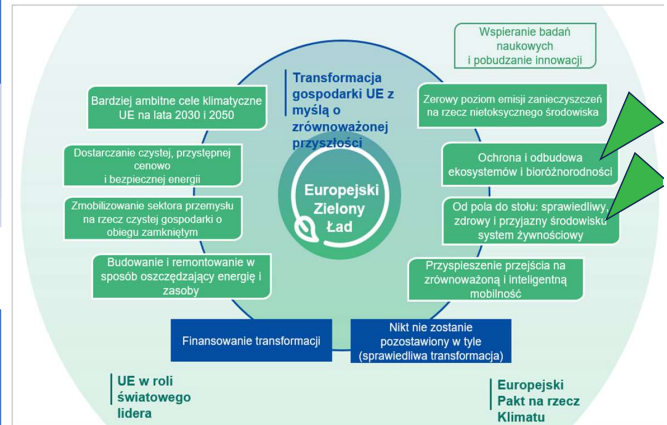 Wspieranie badań
naukowych
i pobudzanie innowacji
Transformacja
gospodarki UE z
myślą o
zrównoważonej
przyszłości
Bardziej ambitne cele klimatyczne
UE na lata 2030 i 2050
Zerowy poziom emisji zanieczyszczeń
na rzecz nietoksycznego środowiska
Dostarczanie czystej, przystępnej
cenowo
i bezpiecznej energii
Ochrona i odbudowa
ekosystemów i bioróżnorodności
Europejski
Zielony
Ład
Zmobilizowanie sektora przemysłu
na rzecz czystej gospodarki o
obiegu zamkniętym
Od pola do stołu: sprawiedliwy,
zdrowy i przyjazny środowisku
system żywnościowy
Budowanie i remontowanie w
sposób oszczędzający energię i
zasoby
Przyspieszenie przejścia na
zrównoważoną i inteligentną
mobilność
Finansowanie transformacji
Nikt nie zostanie
pozostawiony w tyle
(sprawiedliwa transformacja)
UE w roli
światowego
lidera
Europejski
Pakt na rzecz
Klimatu